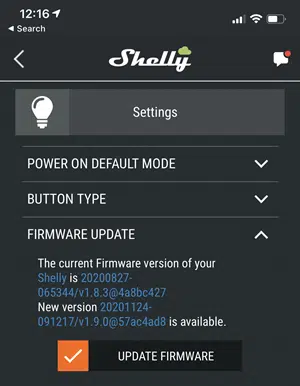 12:16
Search
Shelly
Settings
POWER ON DEFAULT MODE
BUTTON TYPE
FIRMWARE UPDATE
The current Firmware version of your
Shelly is 20200827-
065344/v1.8.3@4a8bc427
New version 20201124-
091217/v1.9.0@57ac4ad8 is available.
UPDATE FIRMWARE